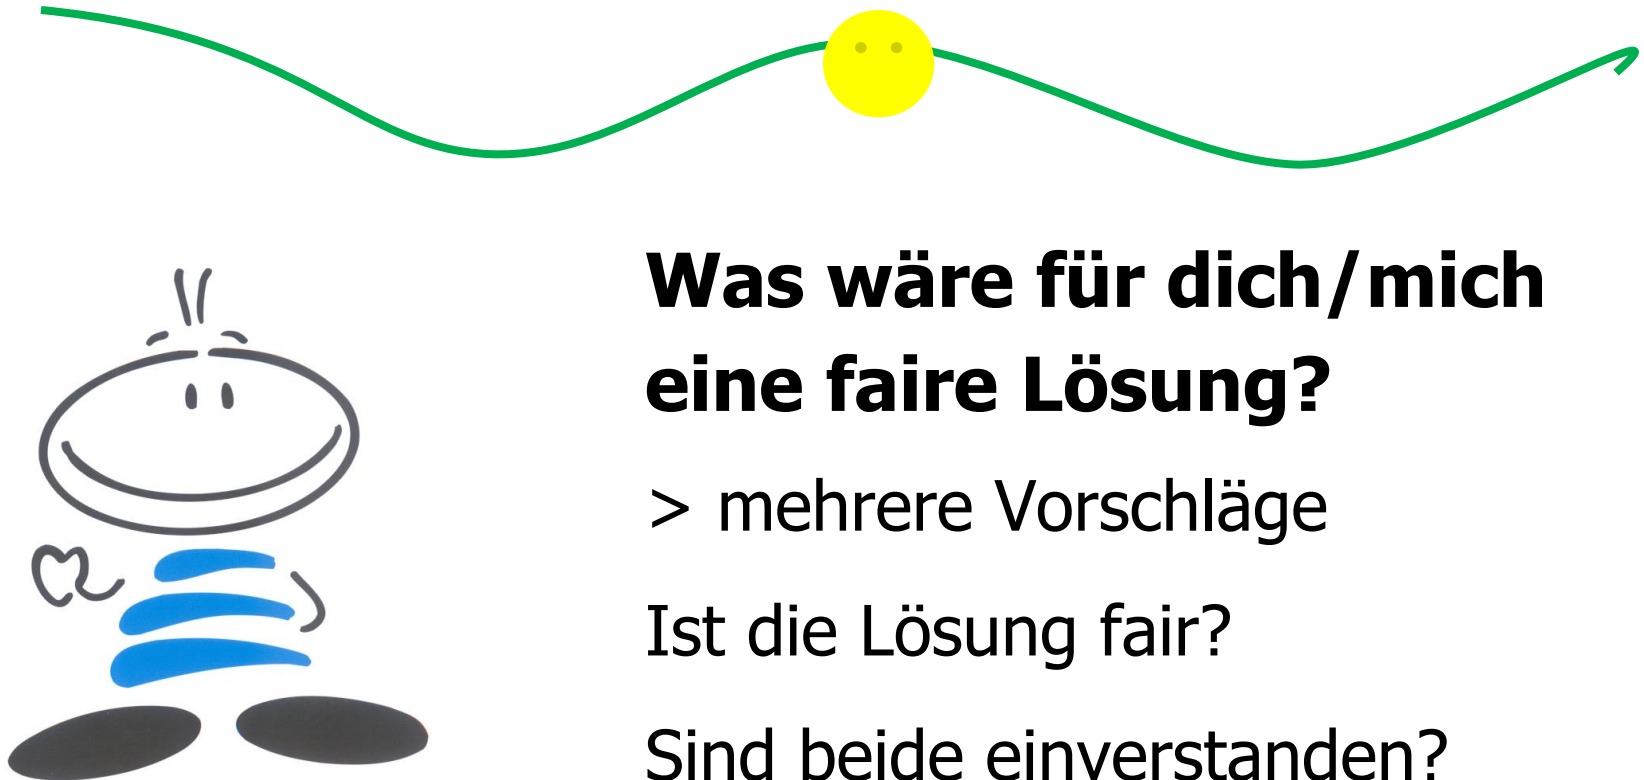 Was wäre für dich/mich
eine faire Lösung?
> mehrere Vorschläge
Ist die Lösung fair?
Sind beide einverstanden?